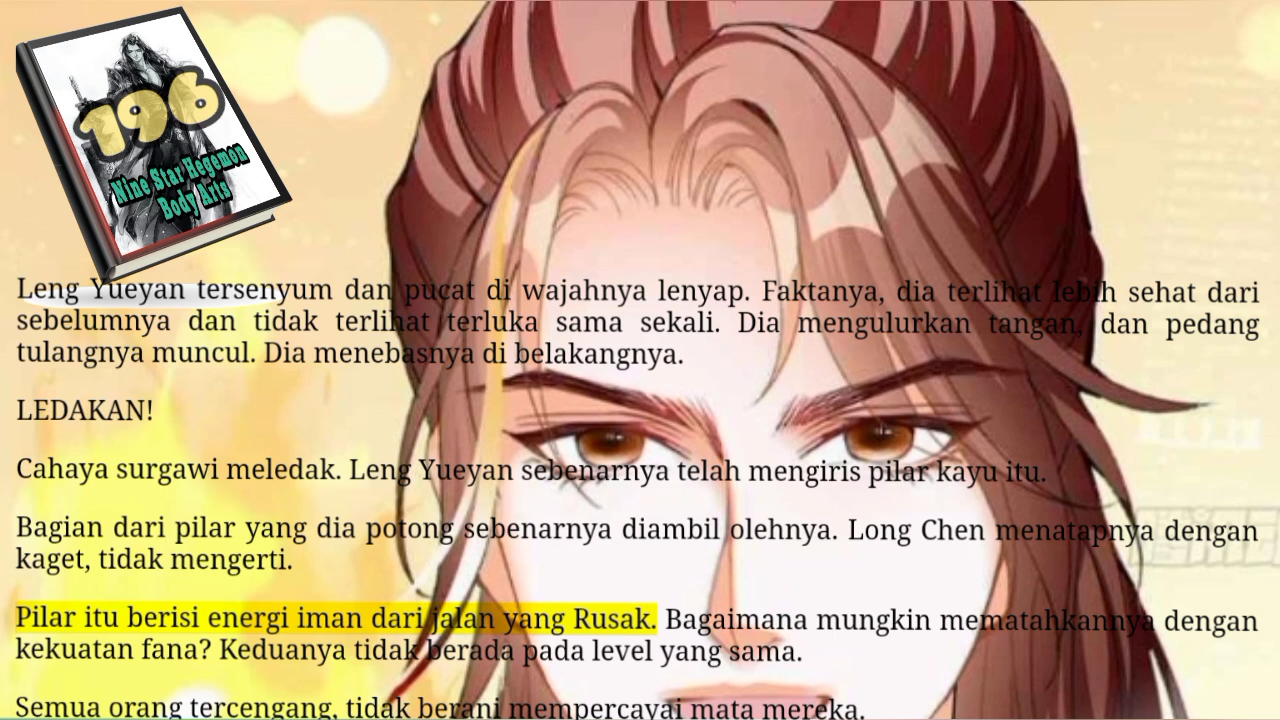 196
Nine Star Hegemon
Body Arts
Leng Yueyan tersenyum dan pucat di wajahnya lenyap. Faktanya, dia terlihat lebih sehat dari
sebelumnya dan tidak terlihat terluka sama sekali. Dia mengulurkan tangan, dan pedang
tulangnya muncul. Dia menebasnya di belakangnya.
LEDAKAN!
Cahaya surgawi meledak. Leng Yueyan sebenarnya telah mengiris pilar kayu itu.
Bagian dari pilar yang dia potong sebenarnya diambil olehnya. Long Chen menatapnya dengan
kaget, tidak mengerti.
Pilar itu berisi energi iman dari jalan yang Rusak. Bagaimana mungkin mematahkannya dengan
kekuatan fana? Keduanya tidak berada pada level yang sama.
Semua orang tercengang, tidak berani mempercayai mata mereka.